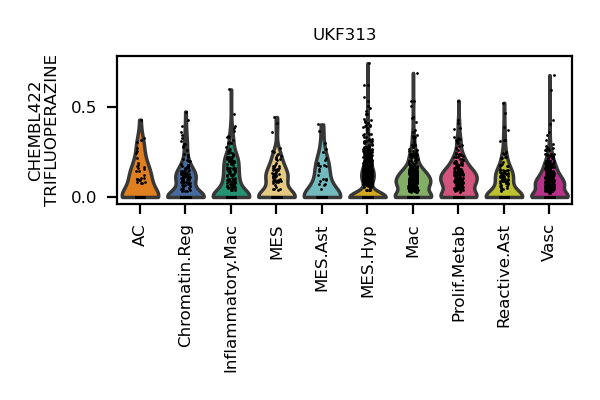 UKF313
CHEMBL422
TRIFLUOPERAZINE
0.5
0.0
AC
Chromatin.Reg
Inflammatory.Mac
MES
MES.Ast
MES.Hyp
Mac
Prolif.Metab
Reactive.Ast
Vasc